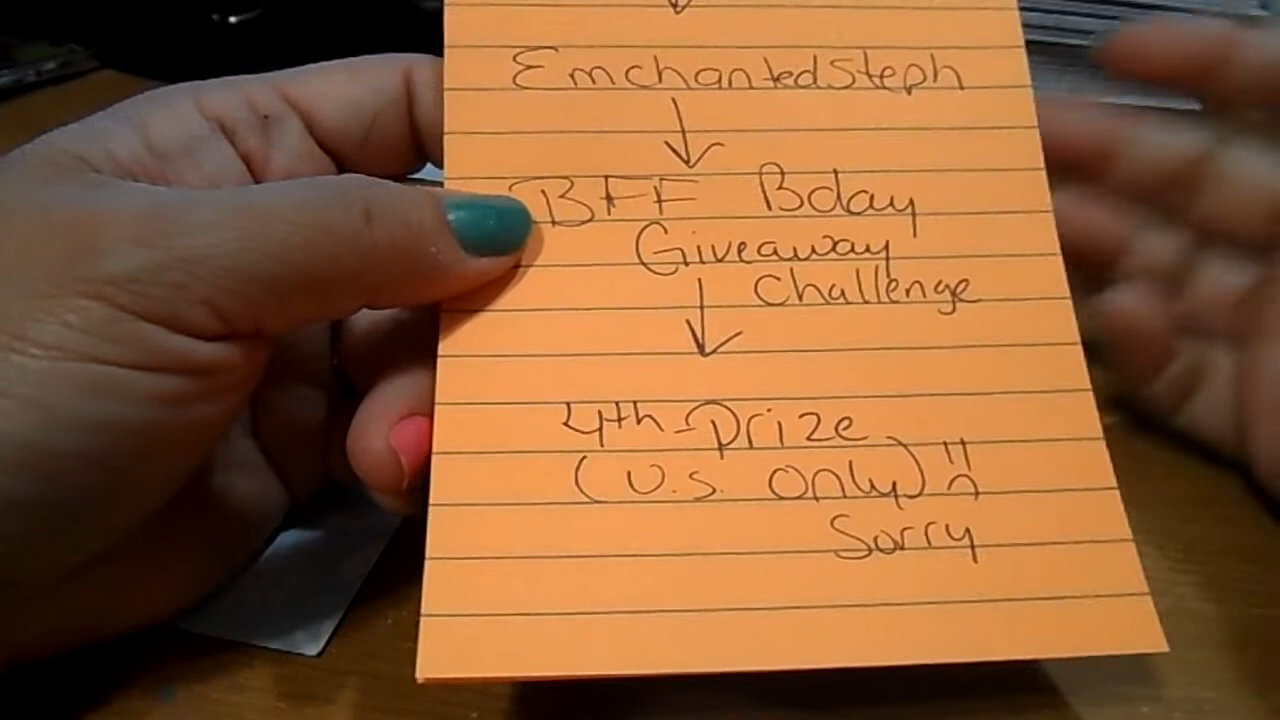 EmchantedSteph
BFF Bday
Giveaway
Challenge
4th Prize
(U.S. Only)
Sorry